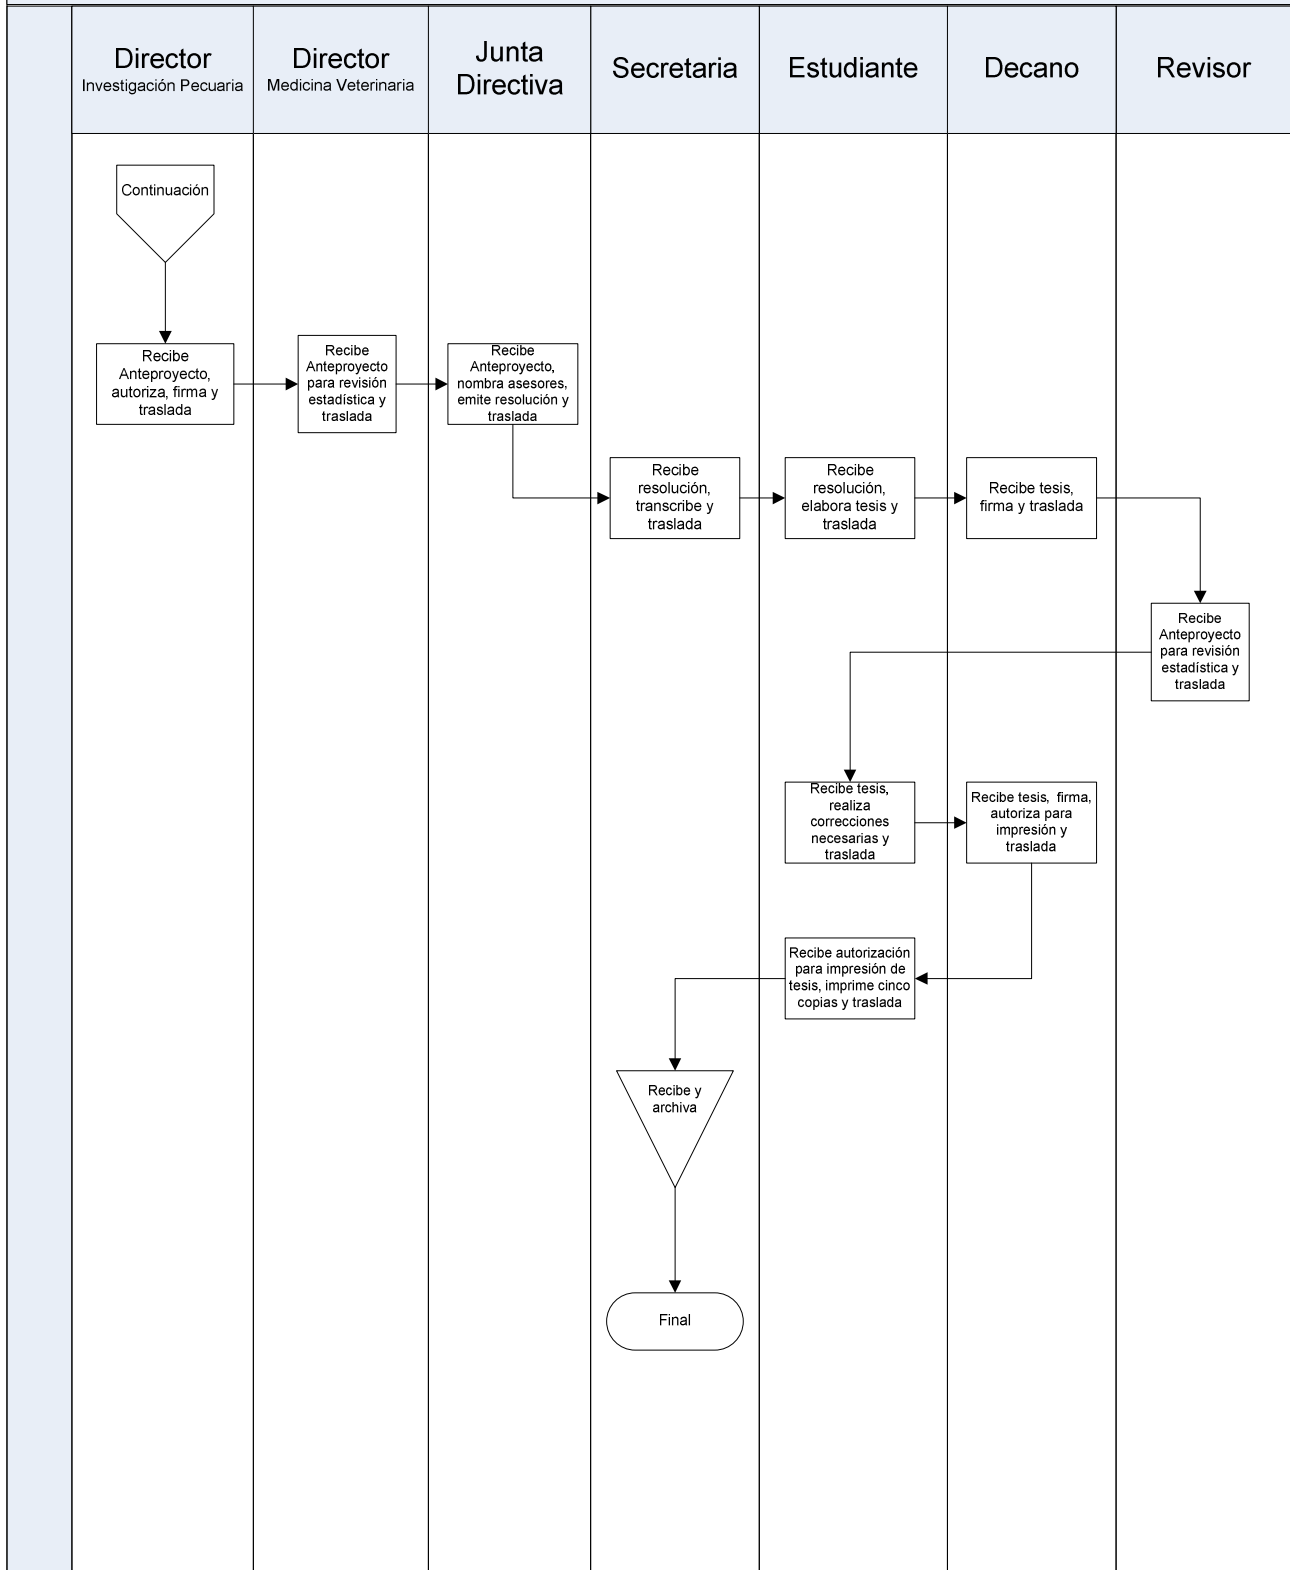 Director
Investigación Pecuaria
Director
Medicina Veterinaria
Junta
Directiva
Secretaria
Estudiante
Decano
Revisor
Continuación
Recibe
Anteproyecto,
autoriza, firma y
traslada
Recibe
Anteproyecto
para revisión
estadística y
traslada
Recibe
Anteproyecto,
nombra asesores,
emite resolución y
traslada
Recibe
resolución,
transcribe y
traslada
Recibe
resolución,
elabora tesis y
traslada
Recibe tesis,
firma y traslada
Recibe
Anteproyecto
para revisión
estadística y
traslada
Recibe tesis,
realiza
correcciones
necesarias y
traslada
Recibe tesis, firma,
autoriza para
impresión y
traslada
Recibe autorización
para impresión de
tesis, imprime cinco
copias y traslada
Recibe y
archiva
Final